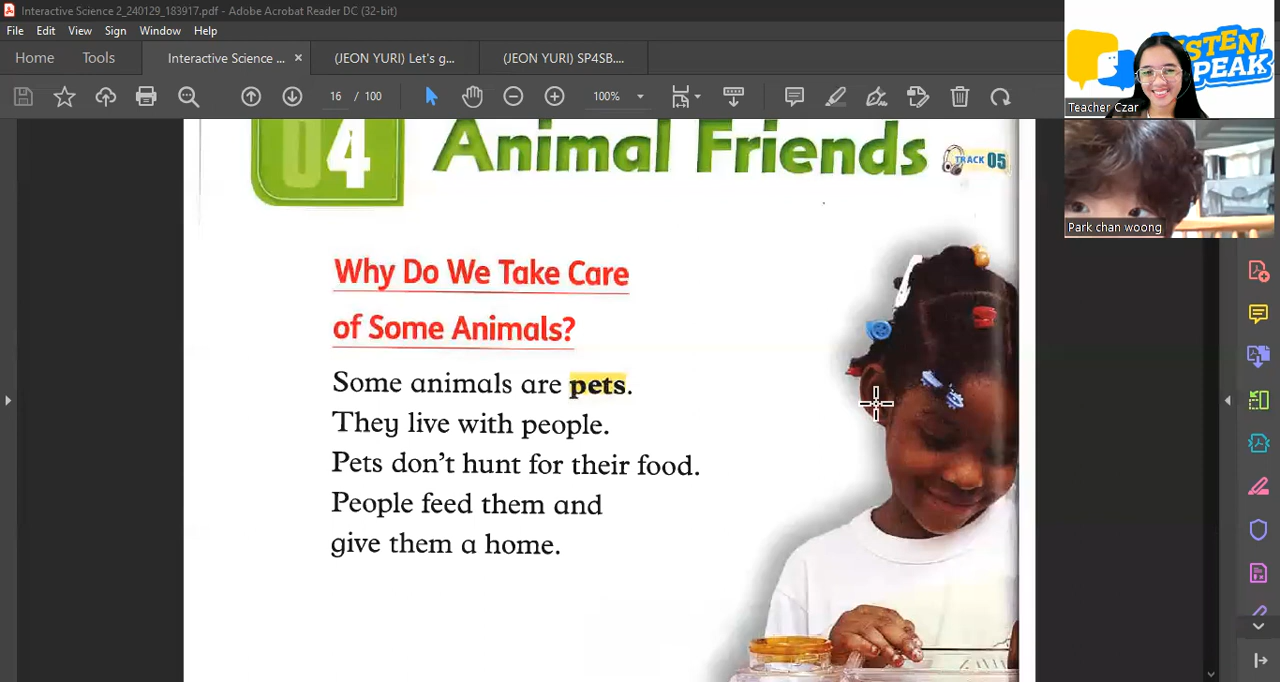 Interactive Science 2_240129_183917.pdf - Adobe Acrobat Reader DC (32-bit)
File Edit View Sign Window Help
Home Tools Interactive Science ... × (JEON YURI) Let's g... (JEON YURI) SP4SB....
16 / 100 100%
LISTEN
SPEAK
Teacher Czar
Park chan woong
04 Animal Friends TRACK 05
Why Do We Take Care
of Some Animals?
Some animals are pets.
They live with people.
Pets don't hunt for their food.
People feed them and
give them a home.